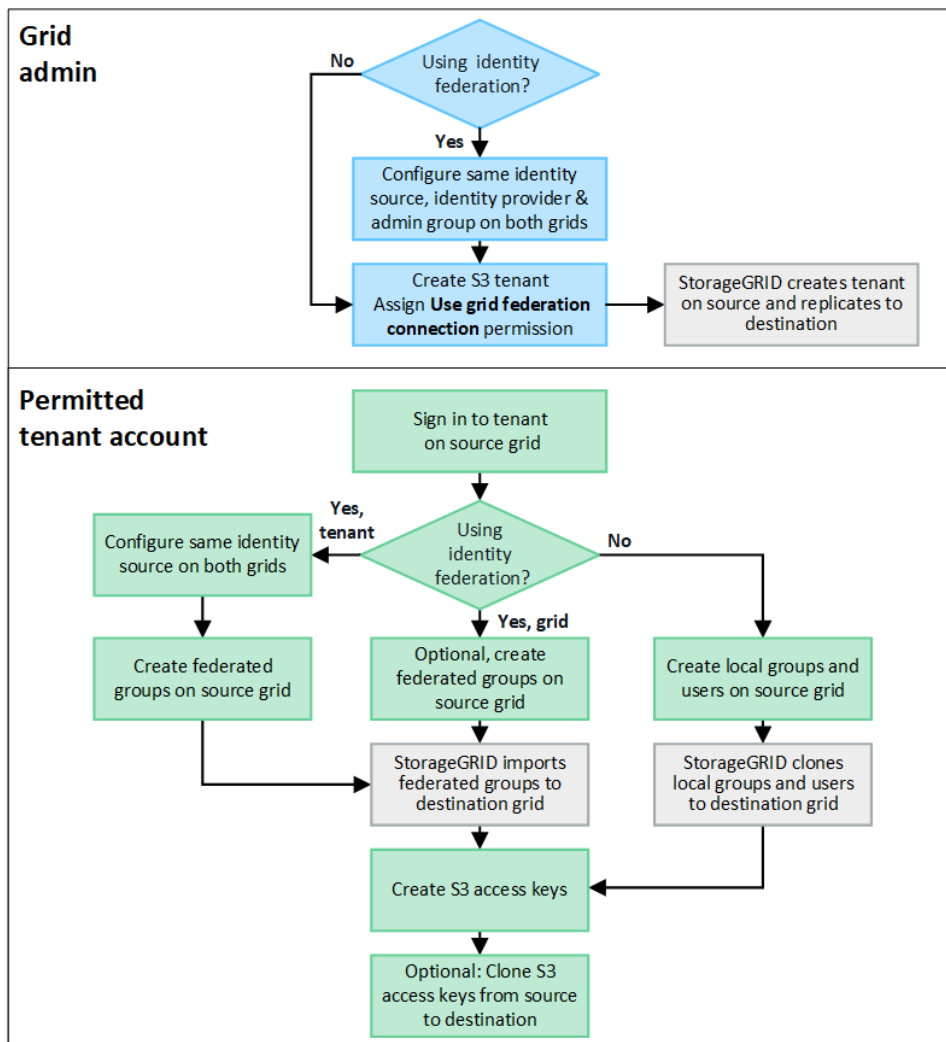 Grid
admin
Using identity
federation?
No
Yes
Configure same identity
source, identity provider &
admin group on both grids
Create S3 tenant
Assign Use grid federation
connection permission
StorageGRID creates tenant
on source and replicates to
destination
Permitted
tenant account
Sign in to tenant
on source grid
Using
identity
federation?
Yes,
tenant
No
Yes, grid
Configure same identity
source on both grids
Create federated
groups on source grid
Optional, create
federated groups on
source grid
Create local groups and
users on source grid
StorageGRID imports
federated groups to
destination grid
StorageGRID clones
local groups and users
to destination grid
Create S3 access keys
Optional: Clone S3
access keys from source
to destination